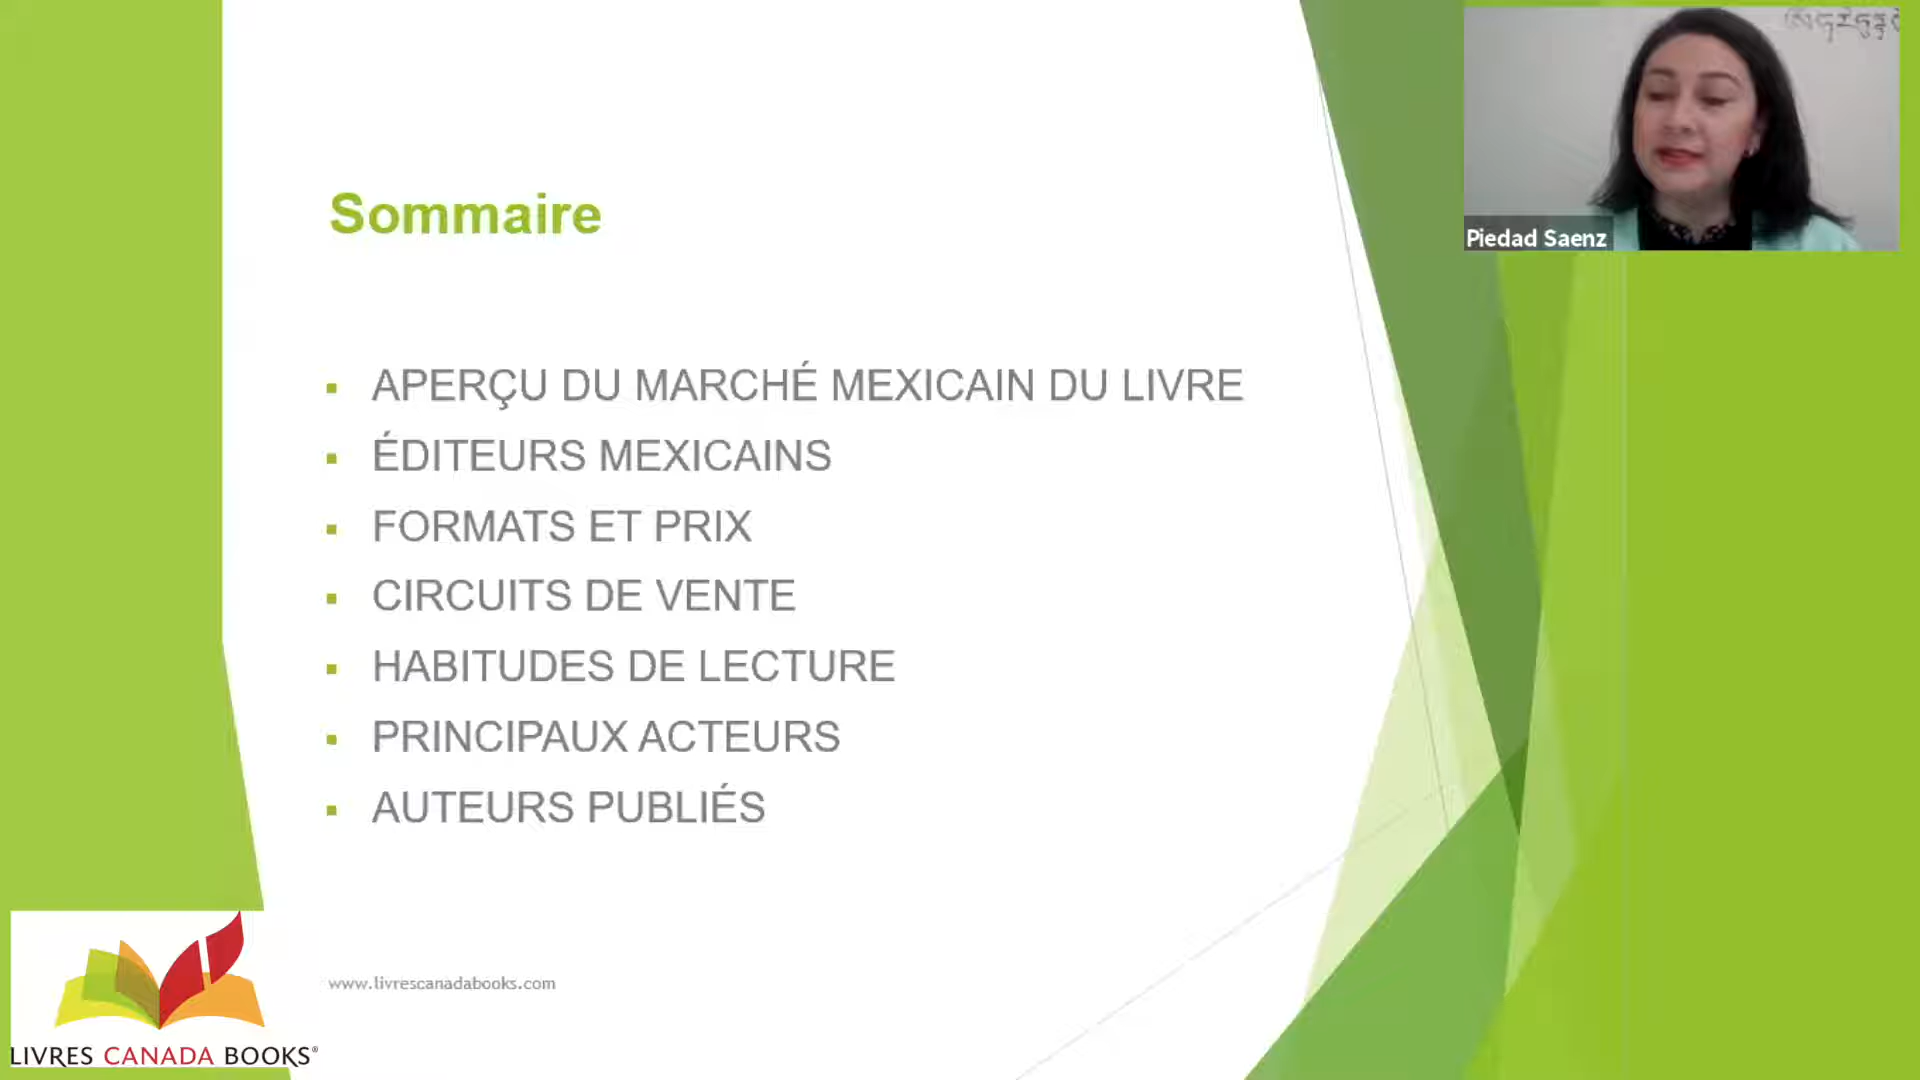 Sommaire
APERÇU DU MARCHÉ MEXICAIN DU LIVRE
ÉDITEURS MEXICAINS
FORMATS ET PRIX
CIRCUITS DE VENTE
HABITUDES DE LECTURE
PRINCIPAUX ACTEURS
AUTEURS PUBLIÉS
www.livrescanadabooks.com
LIVRES CANADA BOOKS®
Piedad Saenz